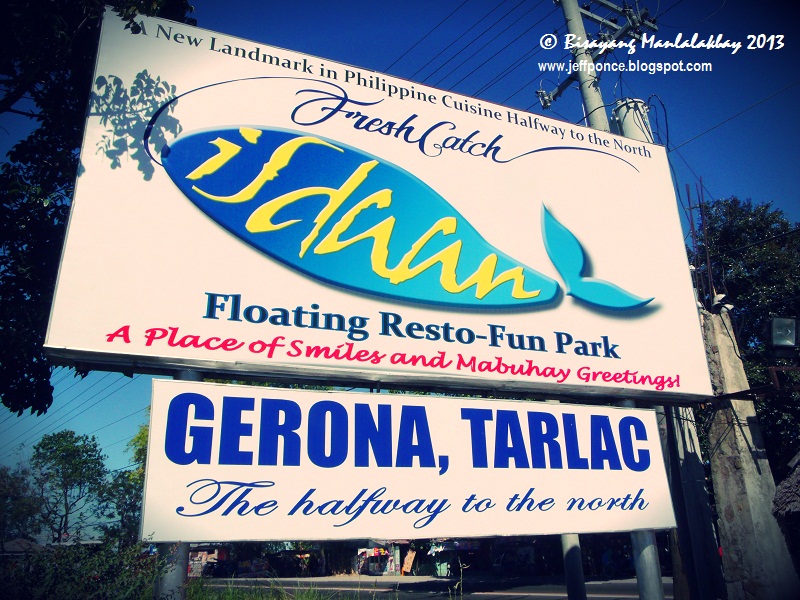 © Bisayang Manlalakbay 2013
www.jeffponce.blogspot.com
A New Landmark in Philippine Cuisine Halfway to the North
Fresh Catch
isdaan
Floating Resto-Fun Park
A Place of Smiles and Mabuhay Greetings!
GERONA, TARLAC
The halfway to the north